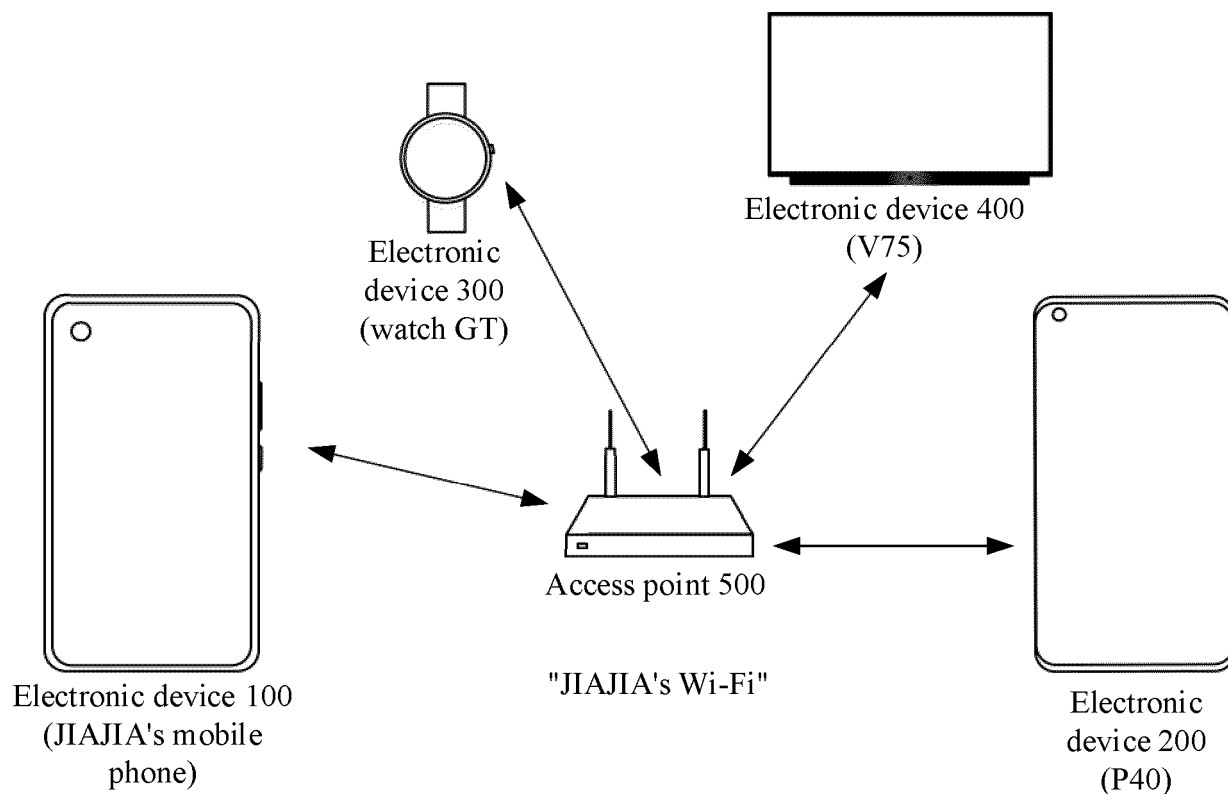 Electronic device 400
(V75)
Electronic
device 300
(watch GT)
Access point 500
"JIAJIA's Wi-Fi"
Electronic device 100
(JIAJIA's mobile
phone)
Electronic
device 200
(P40)